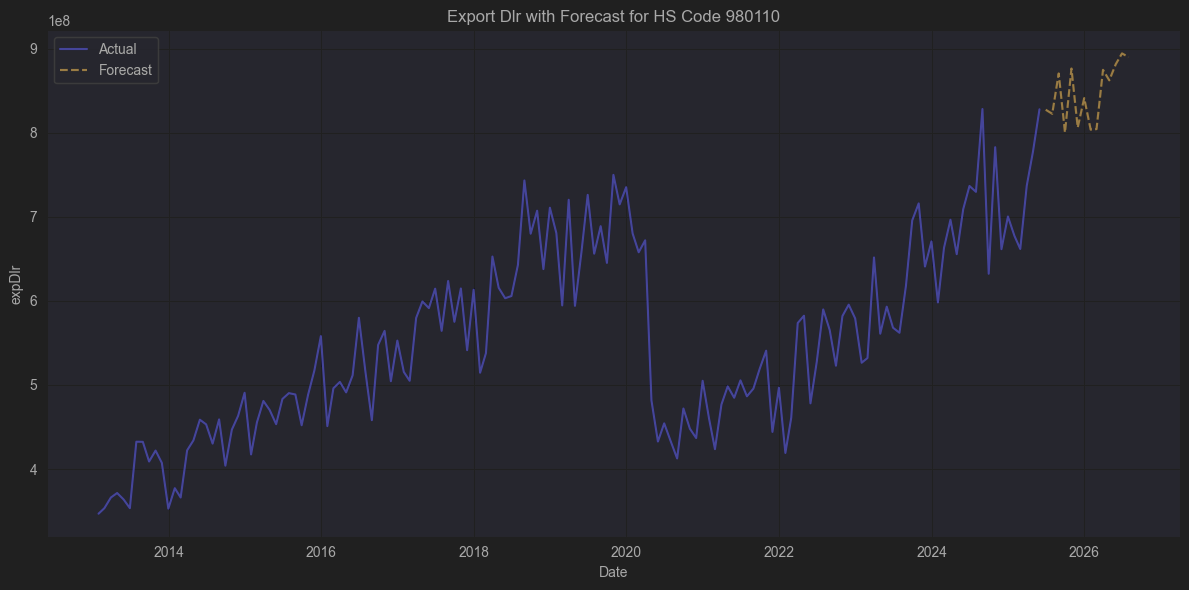 Export Dlr with Forecast for HS Code 980110
1e8
Actual
Forecast
9
8
7
6
5
4
expDlr
2014 2016 2018 2020 2022 2024 2026
Date